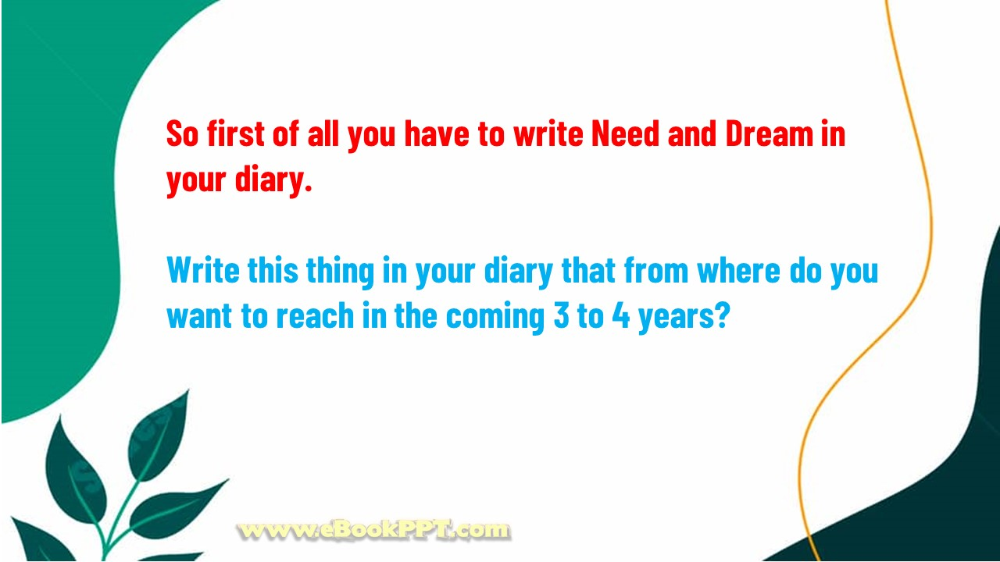 So first of all you have to write Need and Dream in
your diary.
Write this thing in your diary that from where do you
want to reach in the coming 3 to 4 years?
www.eBookPPT.com